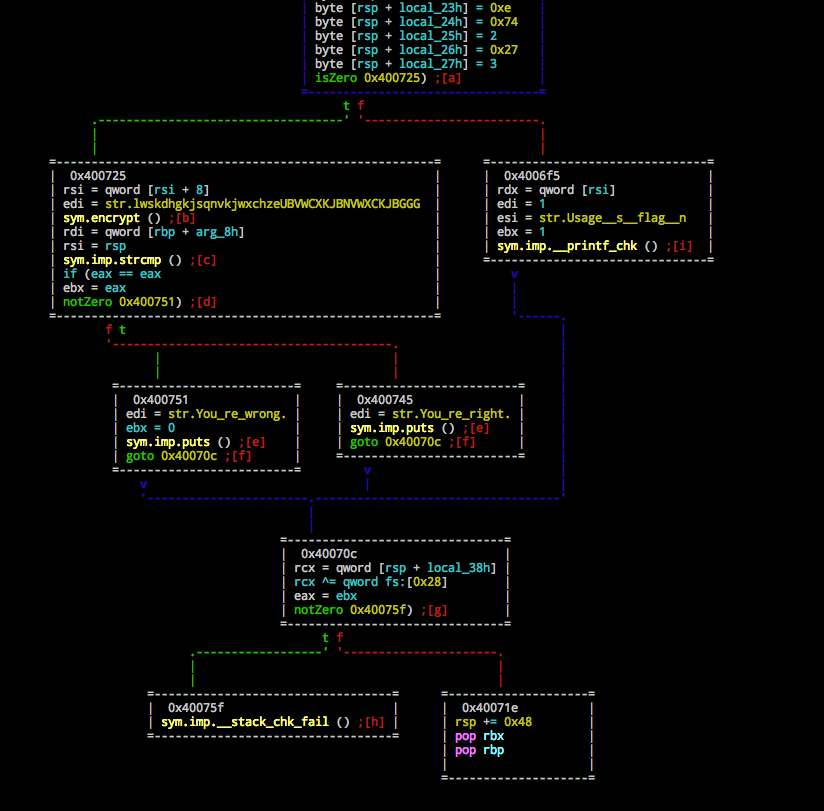 byte [rsp + local_23h] = 0xe
byte [rsp + local_24h] = 0x74
byte [rsp + local_25h] = 2
byte [rsp + local_26h] = 0x27
byte [rsp + local_27h] = 3
isZero 0x400725) ;[a]
t f
0x400725
rsi = qword [rsi + 8]
edi = str.lwskdhgkjsqnvkjwxchzeUBVWCXKJBNVWXCKJBGGG
sym.encrypt () ;[b]
rdi = qword [rbp + arg_8h]
rsi = rsp
sym.imp.strcmp () ;[c]
if (eax == eax
ebx = eax
notZero 0x400751) ;[d]
0x4006f5
rdx = qword [rsi]
edi = 1
esi = str.Usage__s__flag__n
ebx = 1
sym.imp.__printf_chk () ;[i]
v
f t
0x400751
edi = str.You_re_wrong.
ebx = 0
sym.imp.puts () ;[e]
goto 0x40070c ;[f]
0x400745
edi = str.You_re_right.
sym.imp.puts () ;[e]
goto 0x40070c ;[f]
v
v
0x40070c
rcx = qword [rsp + local_38h]
rcx ^= qword fs:[0x28]
eax = ebx
notZero 0x40075f) ;[g]
t f
0x40075f
sym.imp.__stack_chk_fail () ;[h]
0x40071e
rsp += 0x48
pop rbx
pop rbp